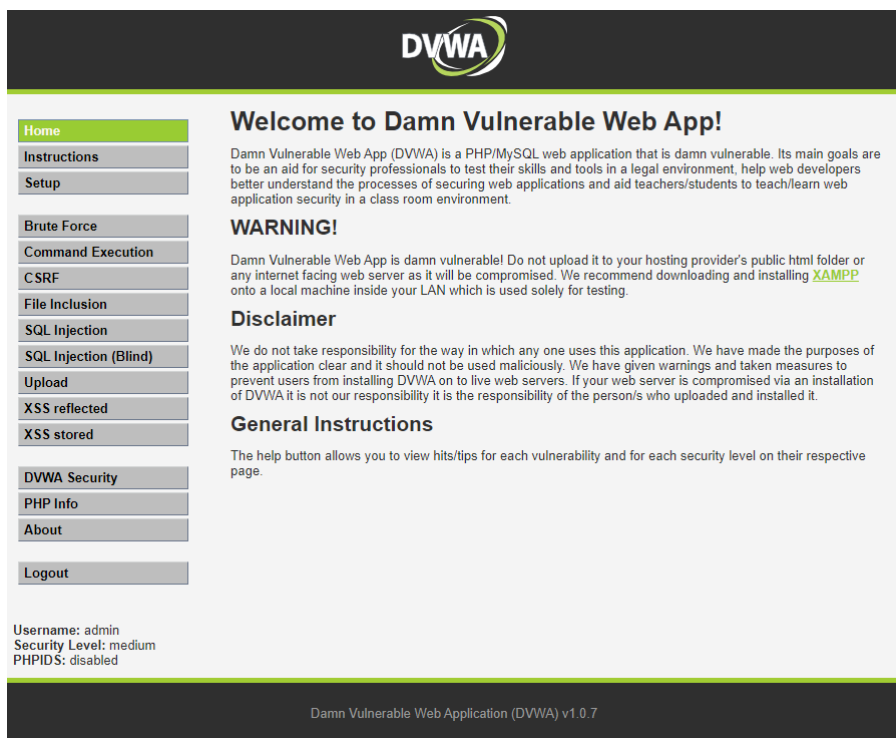 DVWA
Home
Instructions
Setup
Brute Force
Command Execution
CSRF
File Inclusion
SQL Injection
SQL Injection (Blind)
Upload
XSS reflected
XSS stored
DVWA Security
PHP Info
About
Logout
Username: admin
Security Level: medium
PHPIDS: disabled
Welcome to Damn Vulnerable Web App!
Damn Vulnerable Web App (DVWA) is a PHP/MySQL web application that is damn vulnerable. Its main goals are
to be an aid for security professionals to test their skills and tools in a legal environment, help web developers
better understand the processes of securing web applications and aid teachers/students to teach/learn web
application security in a class room environment.
WARNING!
Damn Vulnerable Web App is damn vulnerable! Do not upload it to your hosting provider's public html folder or
any internet facing web server as it will be compromised. We recommend downloading and installing XAMPP
onto a local machine inside your LAN which is used solely for testing.
Disclaimer
We do not take responsibility for the way in which any one uses this application. We have made the purposes of
the application clear and it should not be used maliciously. We have given warnings and taken measures to
prevent users from installing DVWA on to live web servers. If your web server is compromised via an installation
of DVWA it is not our responsibility it is the responsibility of the person/s who uploaded and installed it.
General Instructions
The help button allows you to view hits/tips for each vulnerability and for each security level on their respective
page.
Damn Vulnerable Web Application (DVWA) v1.0.7